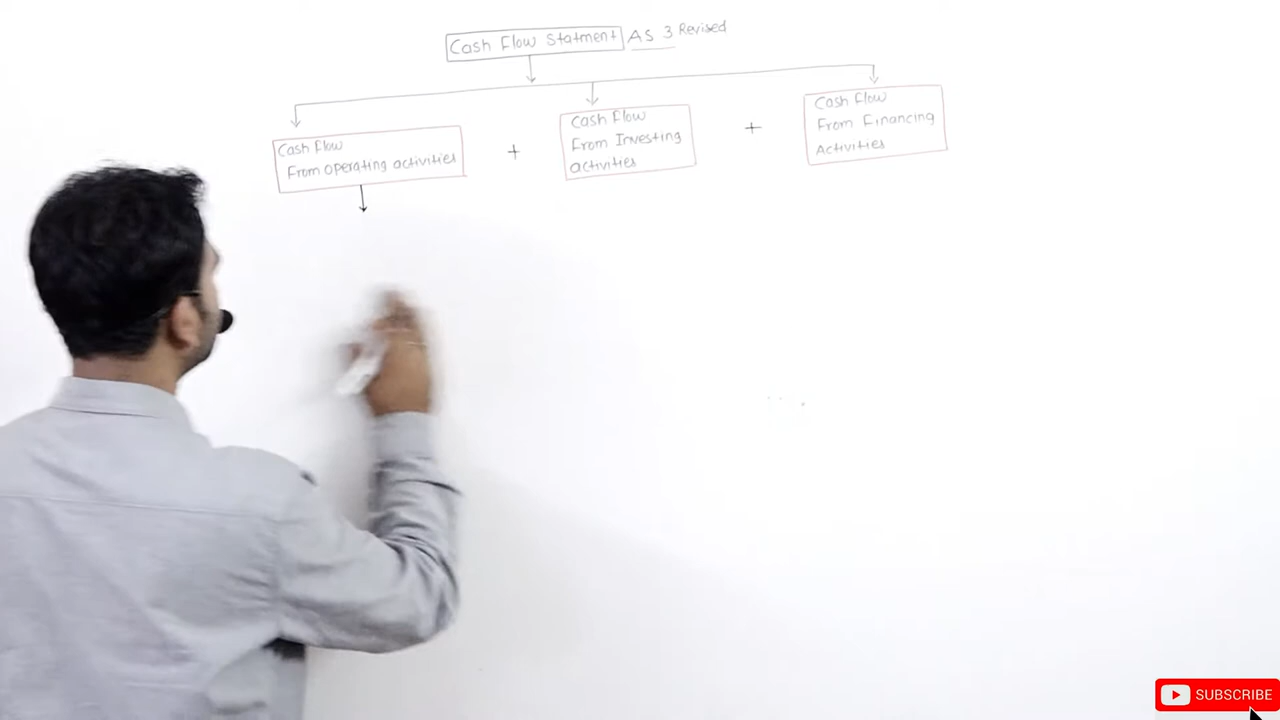 Cash Flow Statment AS 3 Revised
Cash Flow
From operating activities
+
Cash Flow
From Investing
activities
+
Cash Flow
From Financing
Activities
SUBSCRIBE